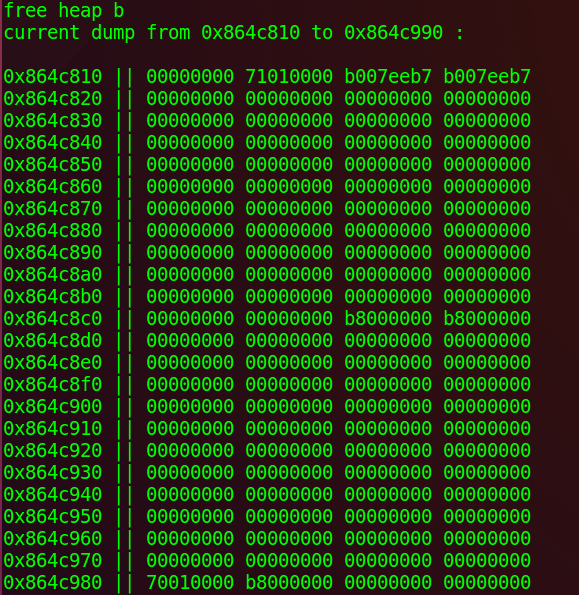 free heap b
current dump from 0x864c810 to 0x864c990 :
0x864c810 || 00000000 71010000 b007eeb7 b007eeb7
0x864c820 || 00000000 00000000 00000000 00000000
0x864c830 || 00000000 00000000 00000000 00000000
0x864c840 || 00000000 00000000 00000000 00000000
0x864c850 || 00000000 00000000 00000000 00000000
0x864c860 || 00000000 00000000 00000000 00000000
0x864c870 || 00000000 00000000 00000000 00000000
0x864c880 || 00000000 00000000 00000000 00000000
0x864c890 || 00000000 00000000 00000000 00000000
0x864c8a0 || 00000000 00000000 00000000 00000000
0x864c8b0 || 00000000 00000000 00000000 00000000
0x864c8c0 || 00000000 00000000 b8000000 b8000000
0x864c8d0 || 00000000 00000000 00000000 00000000
0x864c8e0 || 00000000 00000000 00000000 00000000
0x864c8f0 || 00000000 00000000 00000000 00000000
0x864c900 || 00000000 00000000 00000000 00000000
0x864c910 || 00000000 00000000 00000000 00000000
0x864c920 || 00000000 00000000 00000000 00000000
0x864c930 || 00000000 00000000 00000000 00000000
0x864c940 || 00000000 00000000 00000000 00000000
0x864c950 || 00000000 00000000 00000000 00000000
0x864c960 || 00000000 00000000 00000000 00000000
0x864c970 || 00000000 00000000 00000000 00000000
0x864c980 || 70010000 b8000000 00000000 00000000